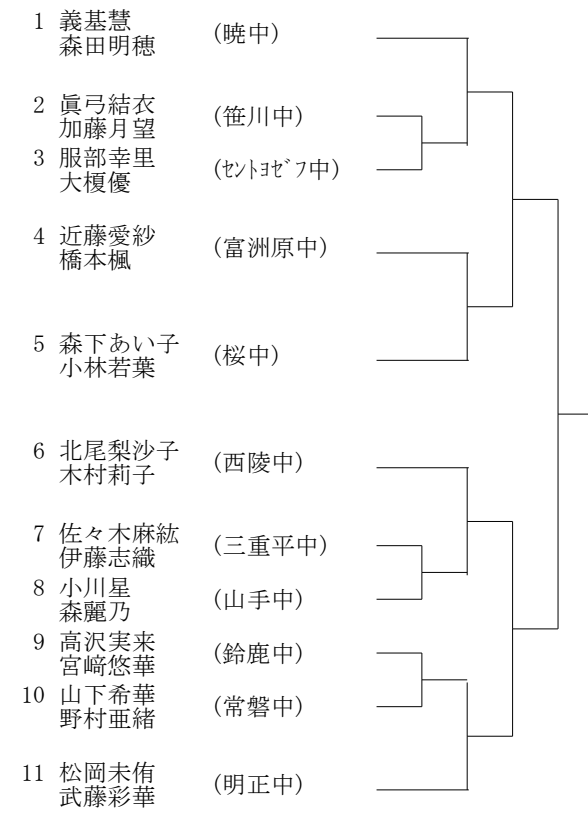 1 義基慧 (暁中)
森田明穂
2 眞弓結衣 (笹川中)
加藤月望
3 服部幸里 (ｾﾝﾄﾖｾﾞﾌ中)
大榎優
4 近藤愛紗 (富洲原中)
橋本楓
5 森下あい子 (桜中)
小林若葉
6 北尾梨沙子 (西陵中)
木村莉子
7 佐々木麻紘 (三重平中)
伊藤志織
8 小川星 (山手中)
森麗乃
9 高沢実来 (鈴鹿中)
宮﨑悠華
10 山下希華 (常磐中)
野村亜緒
11 松岡未侑 (明正中)
武藤彩華